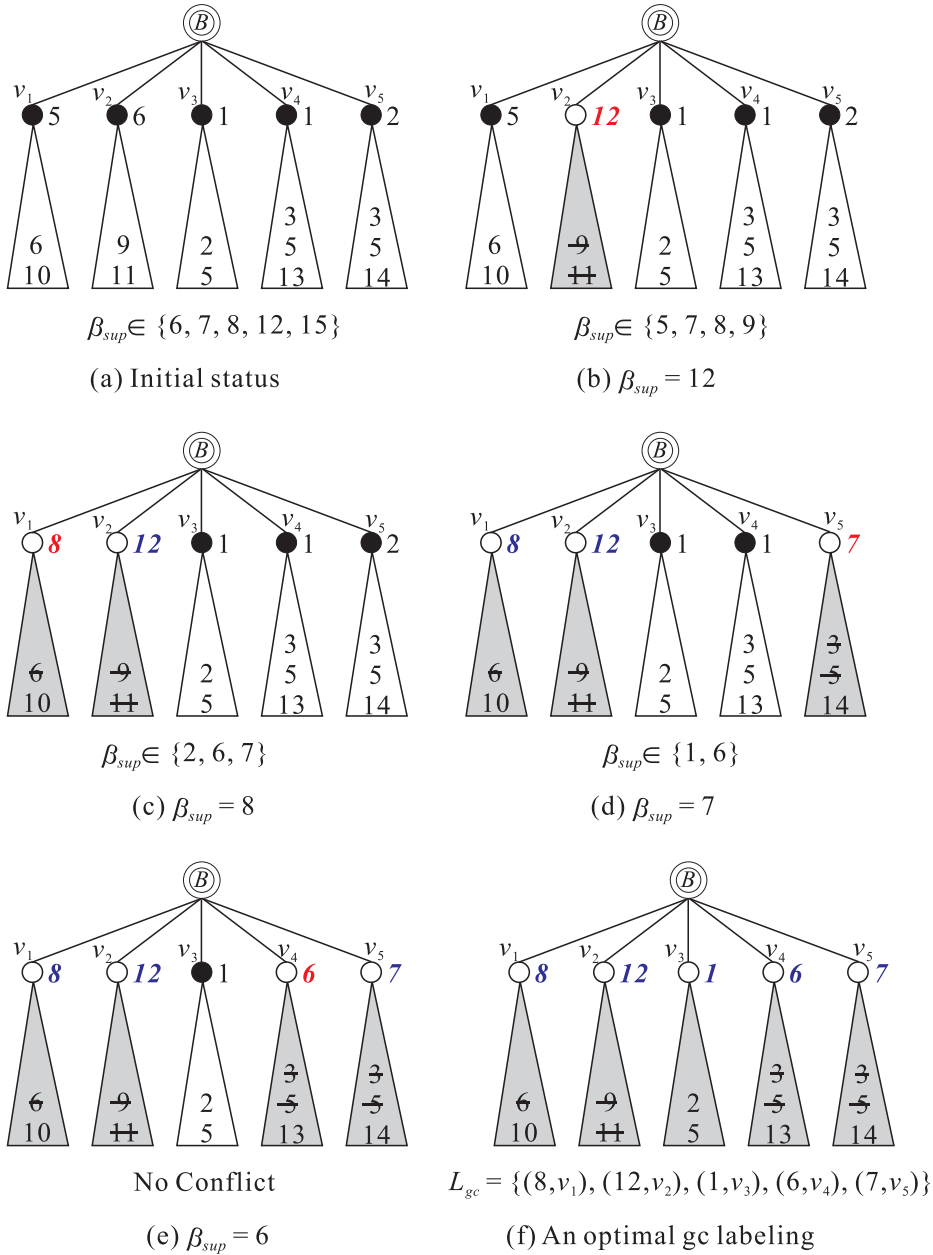 B
v₁ v₂ v₃ v₄ v₅
5 6 1 1 2
3 3
6 9 2 5 5
10 11 5 13 14
βsup ∈ {6, 7, 8, 12, 15}
(a) Initial status
B
v₁ v₂ v₃ v₄ v₅
5 12 1 1 2
3 3
6 9 2 5 5
10 11 5 13 14
βsup ∈ {5, 7, 8, 9}
(b) βsup = 12
B
v₁ v₂ v₃ v₄ v₅
8 12 1 1 2
3 3
6 9 2 5 5
10 11 5 13 14
βsup ∈ {2, 6, 7}
(c) βsup = 8
B
v₁ v₂ v₃ v₄ v₅
8 12 1 1 7
3 3
6 9 2 5 5
10 11 5 13 14
βsup ∈ {1, 6}
(d) βsup = 7
B
v₁ v₂ v₃ v₄ v₅
8 12 1 6 7
3 3
6 9 2 5 5
10 11 5 13 14
No Conflict
(e) βsup = 6
B
v₁ v₂ v₃ v₄ v₅
8 12 1 6 7
3 3
6 9 2 5 5
10 11 5 13 14
Lgc = {(8,v₁), (12,v₂), (1,v₃), (6,v₄), (7,v₅)}
(f) An optimal gc labeling